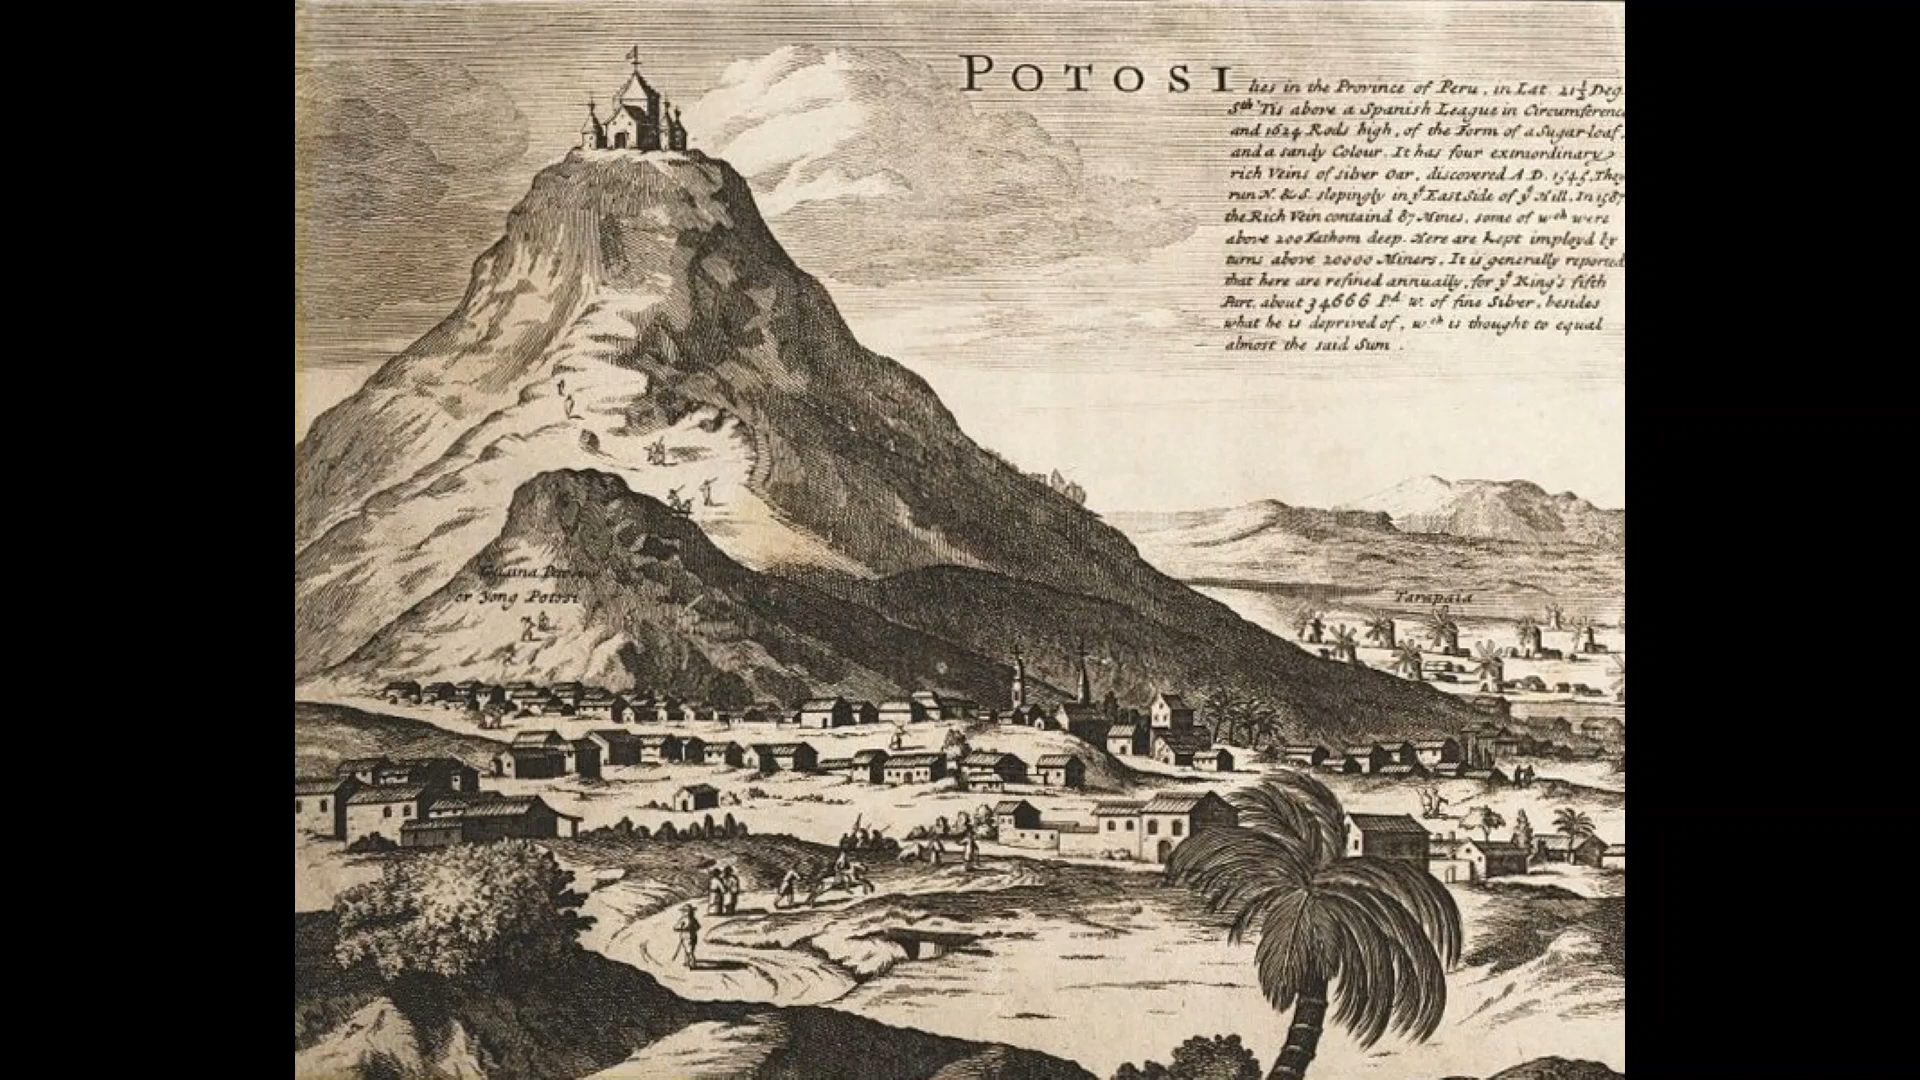 POTOSI lies in the Province of Peru, in Lat. 21½ Deg.
Sth 'Tis above a Spanish League in Circumference
and 1624 Rods high, of the Form of a Sugar-loaf,
and a sandy Colour. It has four extraordinary
rich Veins of silver Oar, discovered A D. 1545. They
run N. & S. slopingly in yͤ East Side of yͤ Hill. In 1587
the Rich Vein containd 87 Mines, some of wch were
above 200 Fathom deep. Here are kept imployd by
turns above 20000 Miners. It is generally reported
that here are refined annually, for yͤ King's fifth
Part, about 34666 Pd wt. of fine Silver, besides
what he is deprived of, wch is thought to equal
almost the said Sum.
or Yong Potosi
Tarapaia